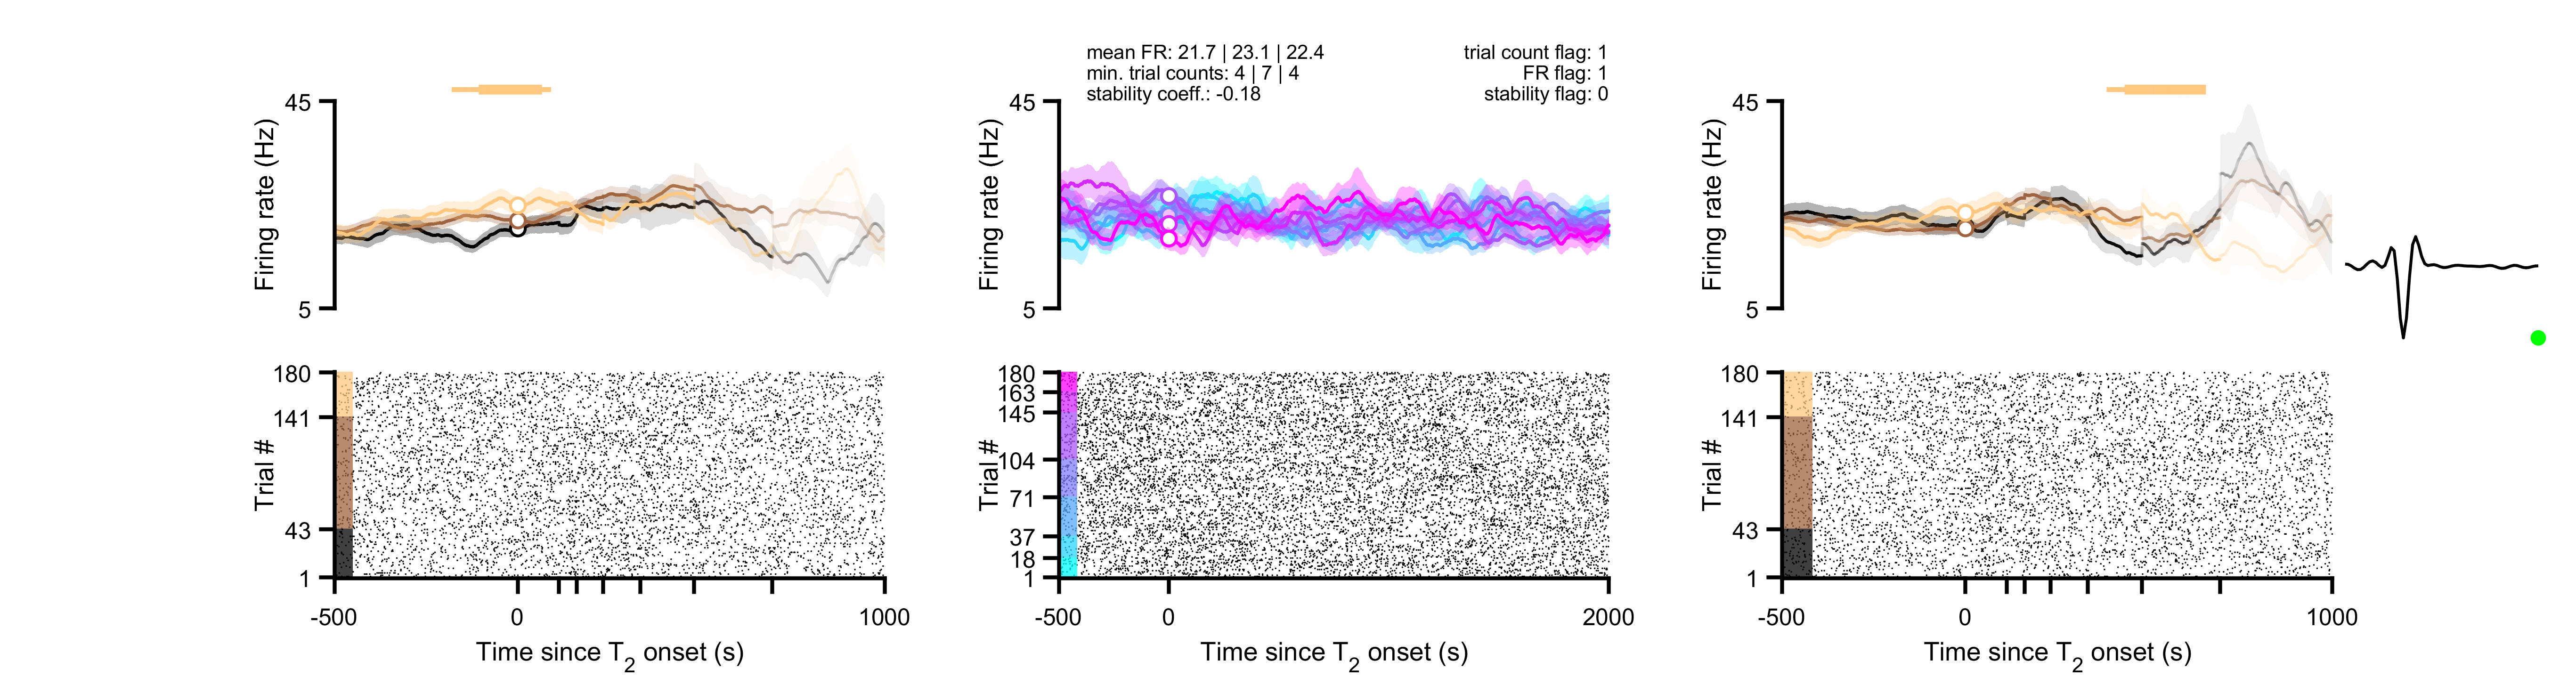 mean FR: 21.7 | 23.1 | 22.4
min. trial counts: 4 | 7 | 4
stability coeff.: -0.18
trial count flag: 1
FR flag: 1
stability flag: 0
45
Firing rate (Hz)
5
180
141
Trial #
43
1
-500
0
1000
Time since T2 onset (s)
45
Firing rate (Hz)
5
180
163
145
104
Trial #
71
37
18
1
-500
0
2000
Time since T2 onset (s)
45
Firing rate (Hz)
5
180
141
Trial #
43
1
-500
0
1000
Time since T2 onset (s)